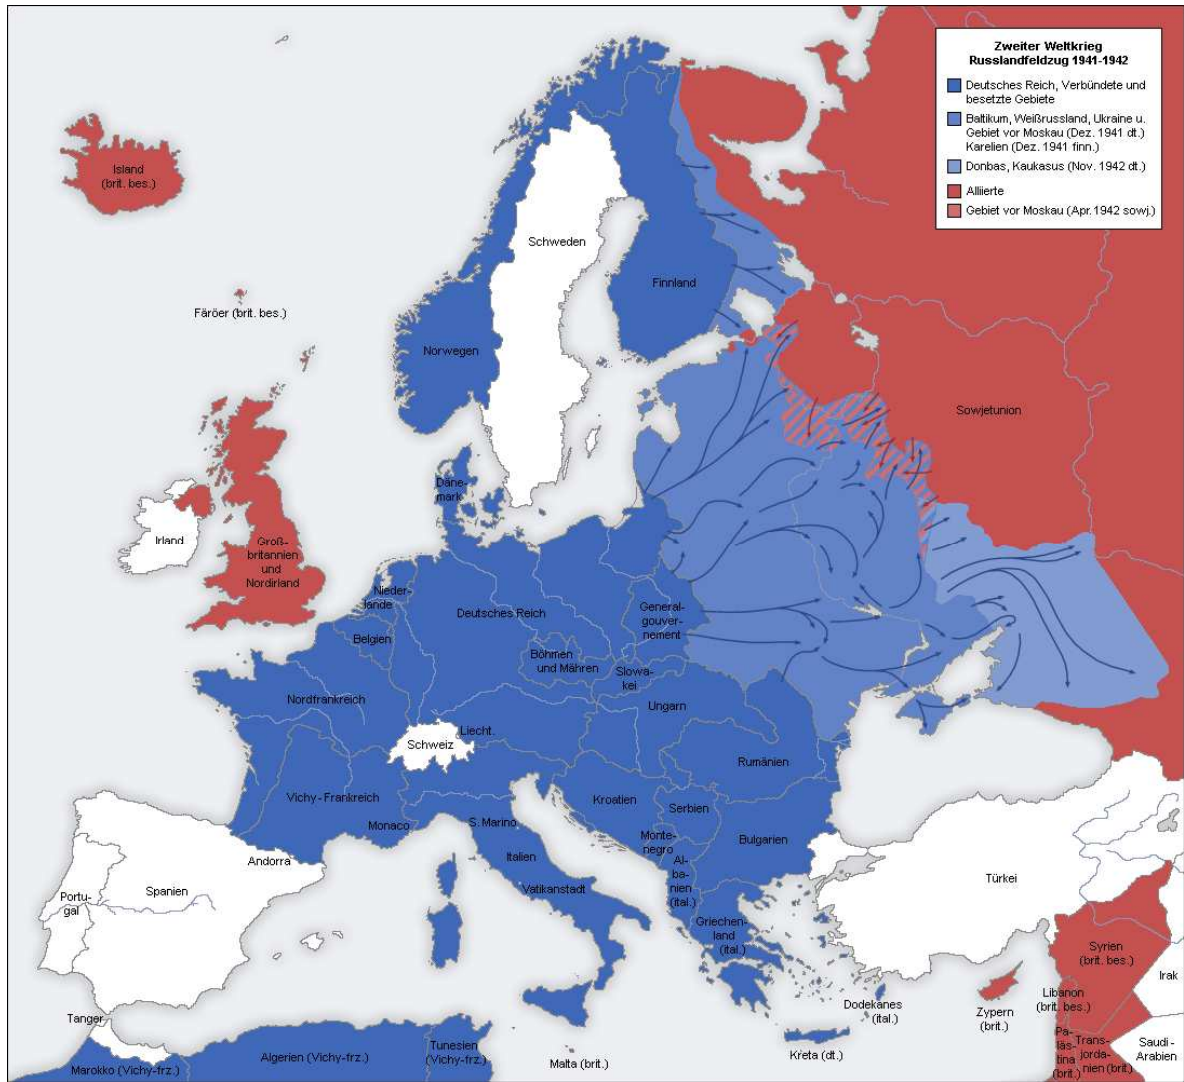 Zweiter Weltkrieg
Russlandfeldzug 1941-1942
Deutsches Reich, Verbündete und
besetzte Gebiete
Baltikum, Weißrussland, Ukraine u.
Gebiet vor Moskau (Dez. 1941 dt.)
Karelien (Dez. 1941 finn.)
Donbas, Kaukasus (Nov. 1942 dt.)
Alliierte
Gebiet vor Moskau (Apr. 1942 sowj.)
Island
(brit. bes.)
Schweden
Finnland
Färöer (brit. bes.)
Norwegen
Sowjetunion
Däne-
mark
Irland
Groß-
britannien
und
Nordirland
Nieder-
lande
Deutsches Reich
General-
gouver-
nement
Belgien
Böhmen
und Mähren
Slowa-
kei
Nordfrankreich
Ungarn
Liecht.
Schweiz
Rumänien
Vichy-Frankreich
Kroatien
Serbien
Monaco
S. Marino
Monte-
negro
Bulgarien
Andorra
Italien
Al-
ba-
nien
(ital.)
Türkei
Portu-
gal
Spanien
Vatikanstadt
Griechen-
land
(ital.)
Syrien
(brit. bes.)
Irak
Dodekanes
(ital.)
Zypern
(brit.)
Libanon
(brit. bes.)
Tanger
Marokko (Vichy-frz.)
Algerien (Vichy-frz.)
Tunesien
(Vichy-frz.)
Malta (brit.)
Kreta (dt.)
Pa-
läs-
tina
(brit.)
Trans-
jorda-
nien (brit.)
Saudi-
Arabien